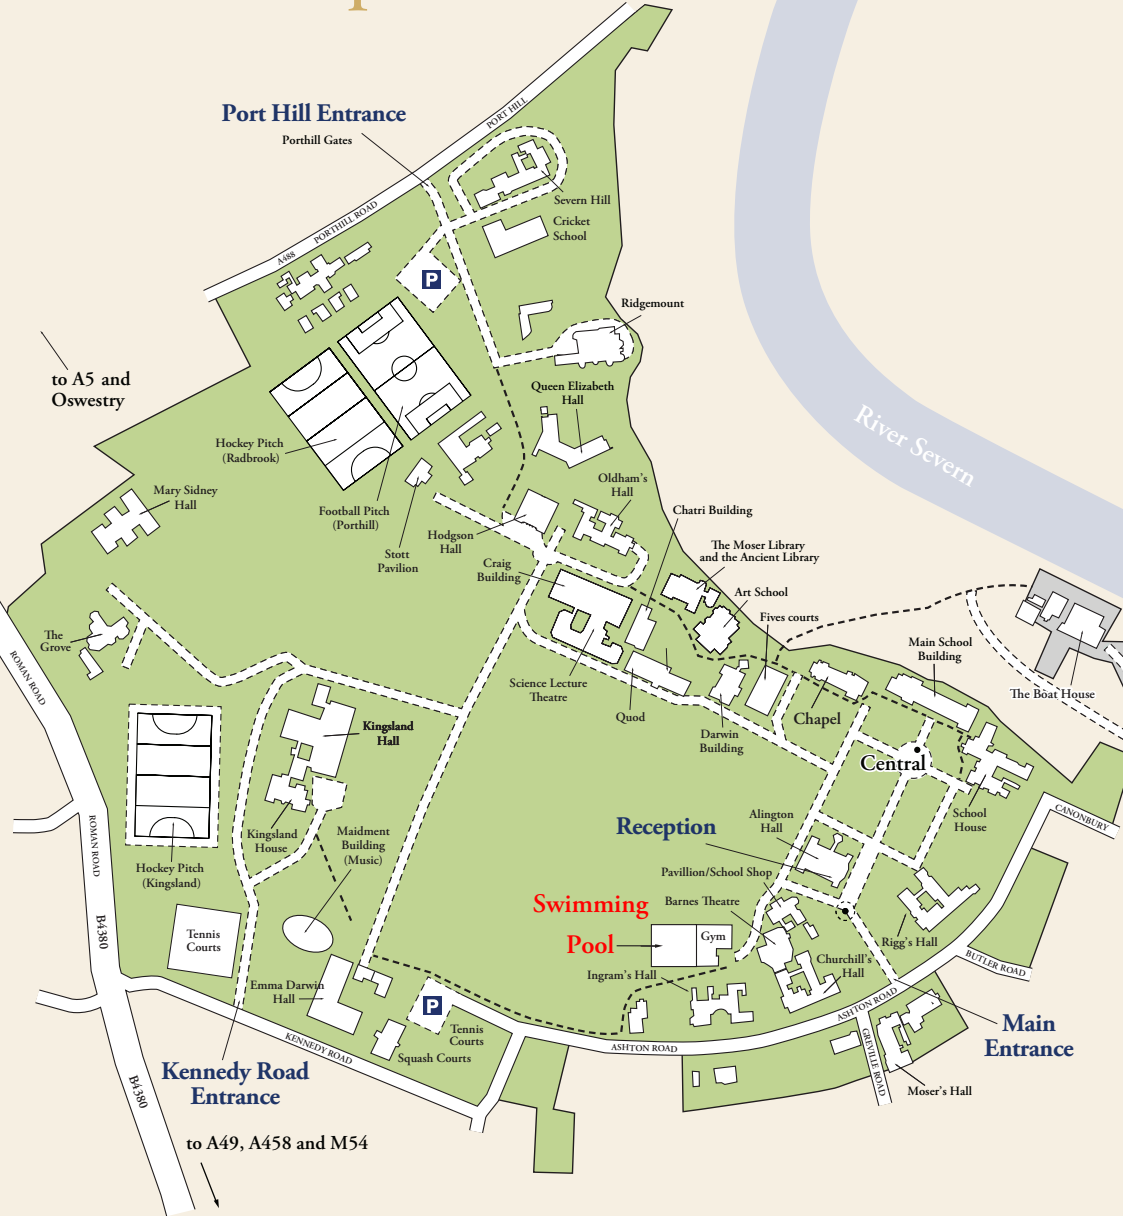 p
Port Hill Entrance
Porthill Gates
PORT HILL
Severn Hill
Cricket
School
PORTHILL ROAD
A488
P
Ridgemount
to A5 and
Oswestry
Queen Elizabeth
Hall
River Severn
Hockey Pitch
(Radbrook)
Mary Sidney
Hall
Football Pitch
(Porthill)
Stott
Pavilion
Hodgson
Hall
Oldham's
Hall
Chatri Building
Craig
Building
The Moser Library
and the Ancient Library
Art School
Fives courts
The
Grove
ROMAN ROAD
Main School
Building
The Boat House
Science Lecture
Theatre
Quod
Darwin
Building
Chapel
Kingsland
Hall
Central
Kingsland
House
Maidment
Building
(Music)
Reception
Alington
Hall
School
House
CANONBURY
ROMAN ROAD
Hockey Pitch
(Kingsland)
Pavillion/School Shop
Swimming
Pool
Barnes Theatre
Gym
B4380
Tennis
Courts
Rigg's Hall
Churchill's
Hall
BUTLER ROAD
Ingram's Hall
Emma Darwin
Hall
P
Tennis
Courts
Squash Courts
KENNEDY ROAD
ASHTON ROAD
ASHTON ROAD
GREVILLE ROAD
Main
Entrance
Moser's Hall
Kennedy Road
Entrance
B4380
to A49, A458 and M54